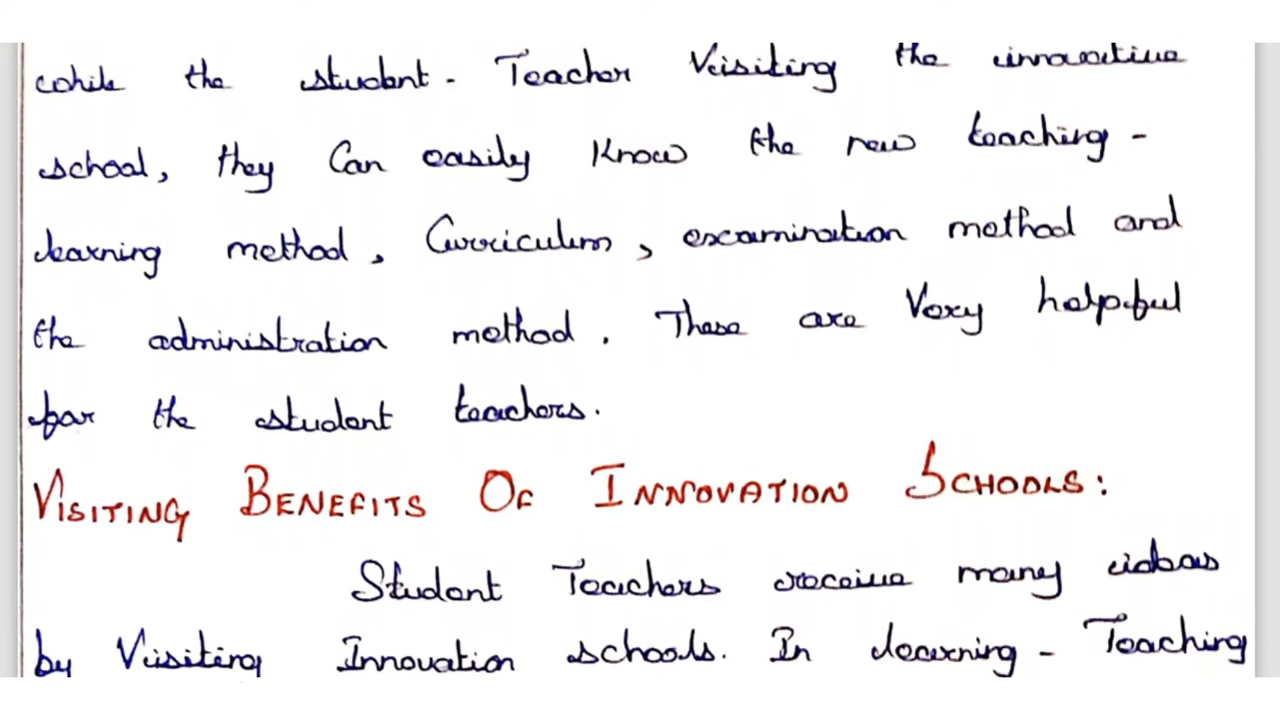 while the student - Teacher Visiting the innovative
school, they Can easily Know the new teaching -
learning method, Curriculum, examination method and
the administration method. These are Very helpful
for the student teachers.
VISITING BENEFITS OF INNOVATION SCHOOLS:
Student Teachers receive many ideas
by Visiting Innovation schools. In learning - Teaching